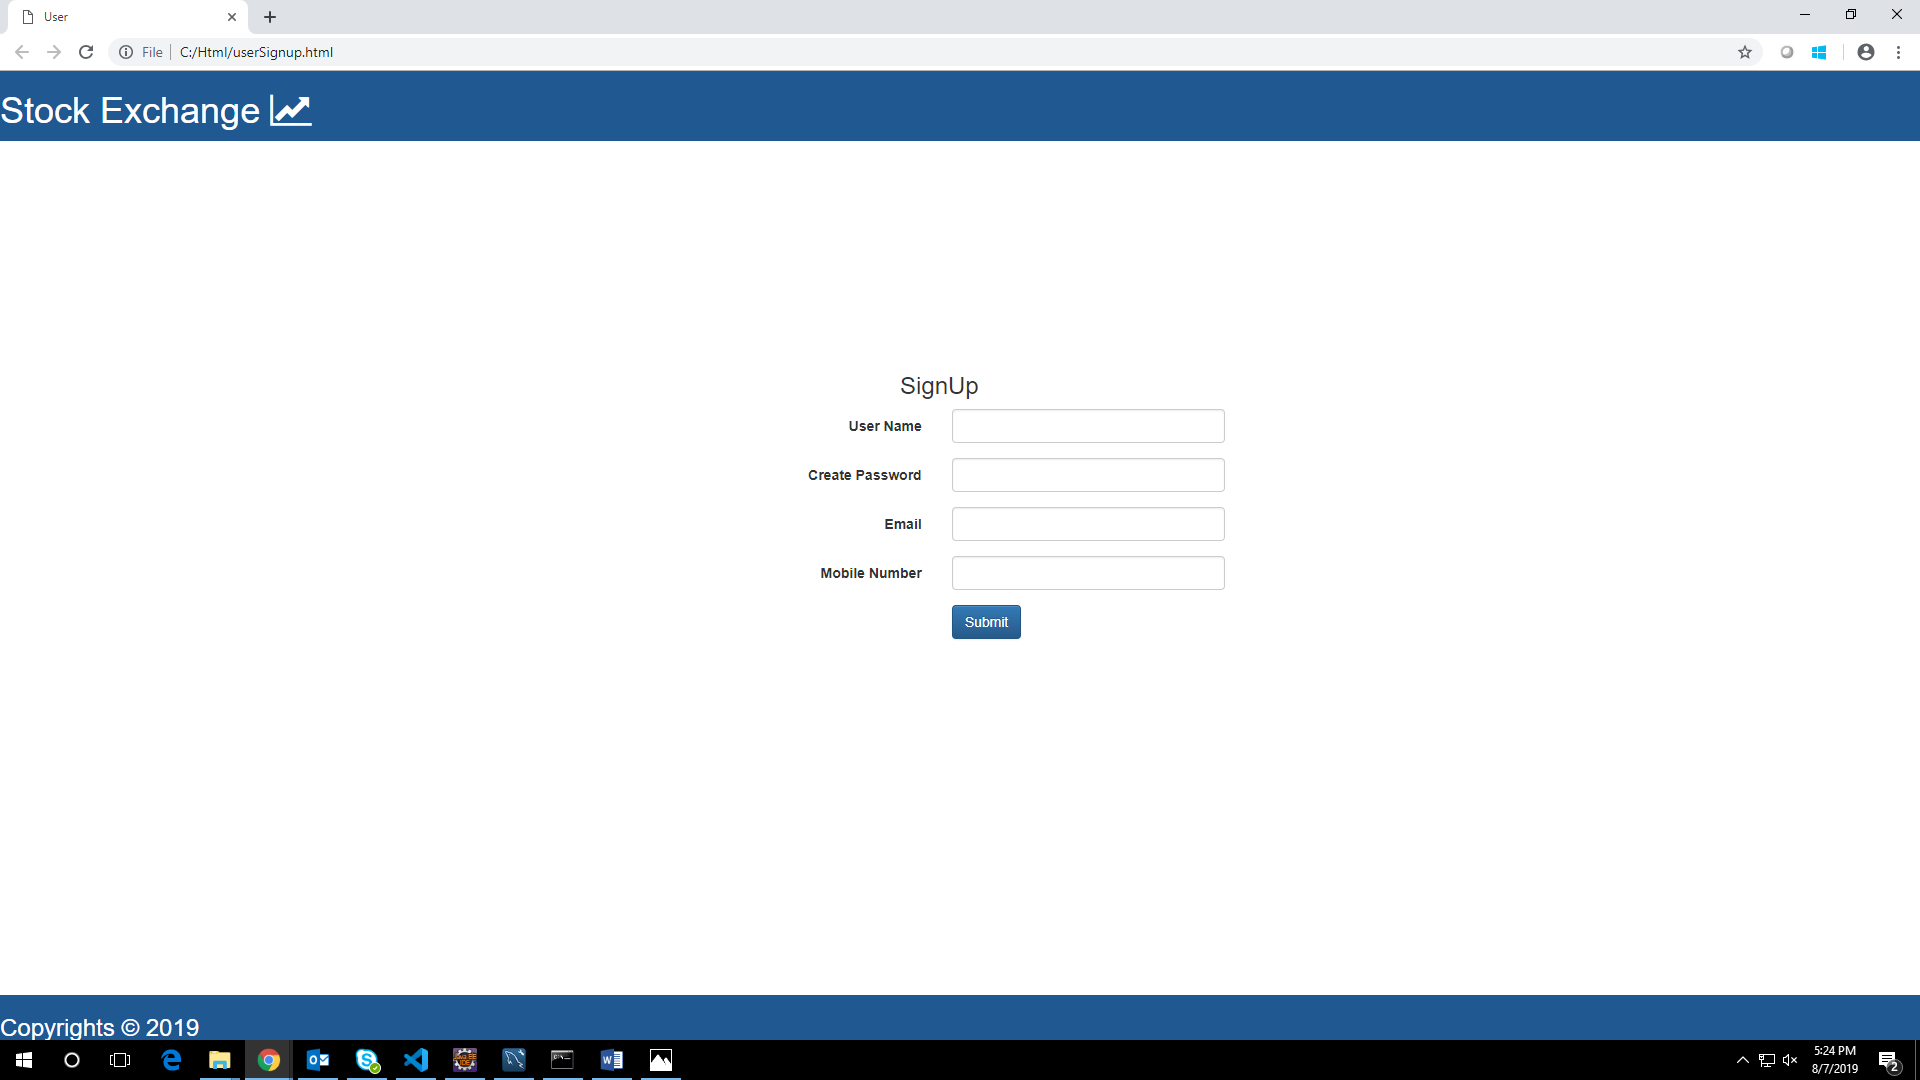 User
File
C:/Html/userSignup.html
Stock Exchange
SignUp
User Name
Create Password
Email
Mobile Number
Submit
Copyrights © 2019
5:24 PM
8/7/2019
2